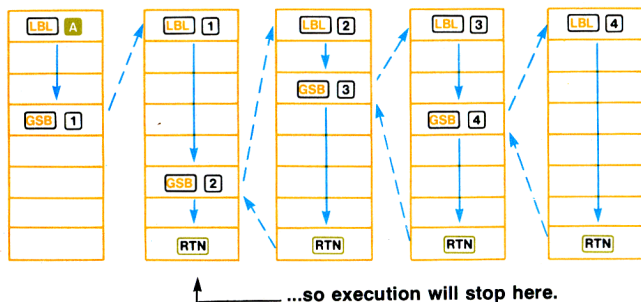 LBL A LBL 1 LBL 2 LBL 3 LBL 4
GSB 3
GSB 1 GSB 4
GSB 2
RTN RTN RTN RTN
...so execution will stop here.